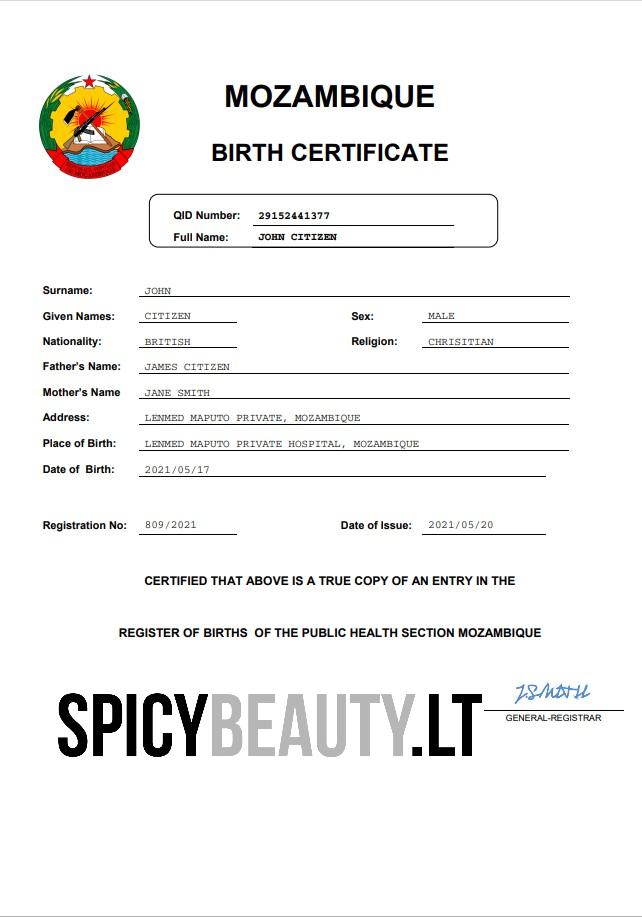 MOZAMBIQUE
BIRTH CERTIFICATE
QID Number: 29152441377
Full Name: JOHN CITIZEN
Surname: JOHN
Given Names: CITIZEN Sex: MALE
Nationality: BRITISH Religion: CHRISITIAN
Father's Name: JAMES CITIZEN
Mother's Name JANE SMITH
Address: LENMED MAPUTO PRIVATE, MOZAMBIQUE
Place of Birth: LENMED MAPUTO PRIVATE HOSPITAL, MOZAMBIQUE
Date of Birth: 2021/05/17
Registration No: 809/2021 Date of Issue: 2021/05/20
CERTIFIED THAT ABOVE IS A TRUE COPY OF AN ENTRY IN THE
REGISTER OF BIRTHS OF THE PUBLIC HEALTH SECTION MOZAMBIQUE
SPICYBEAUTY.LT
GENERAL-REGISTRAR